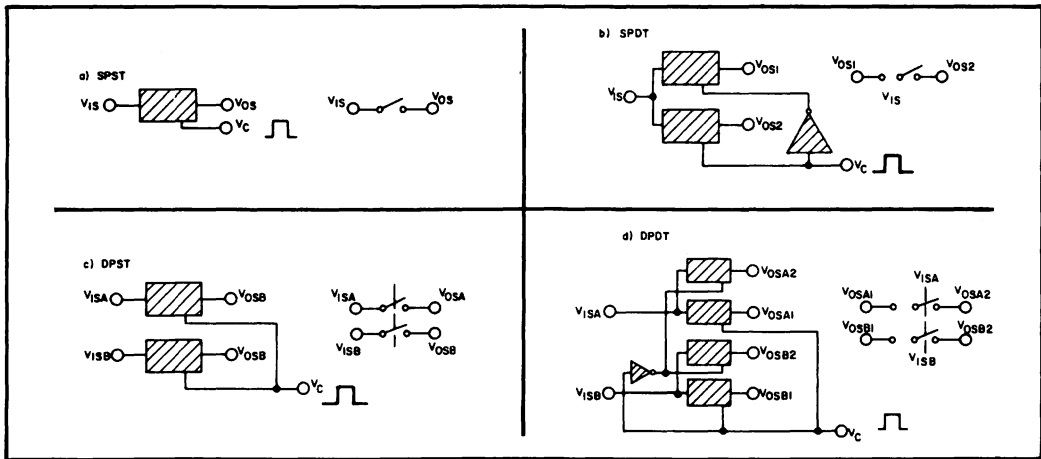 a) SPST
VIS
VOS
VC
VIS
VOS
b) SPDT
VIS
VOS1
VOS2
VC
VOS1
VOS2
VIS
c) DPST
VISA
VOSB
VISB
VOSB
VC
VISA
VOSA
VISB
VOSB
d) DPDT
VOSA2
VISA
VOSA1
VOSB2
VISB
VOSB1
VC
VISA
VOSA1
VOSA2
VOSB1
VOSB2
VISB